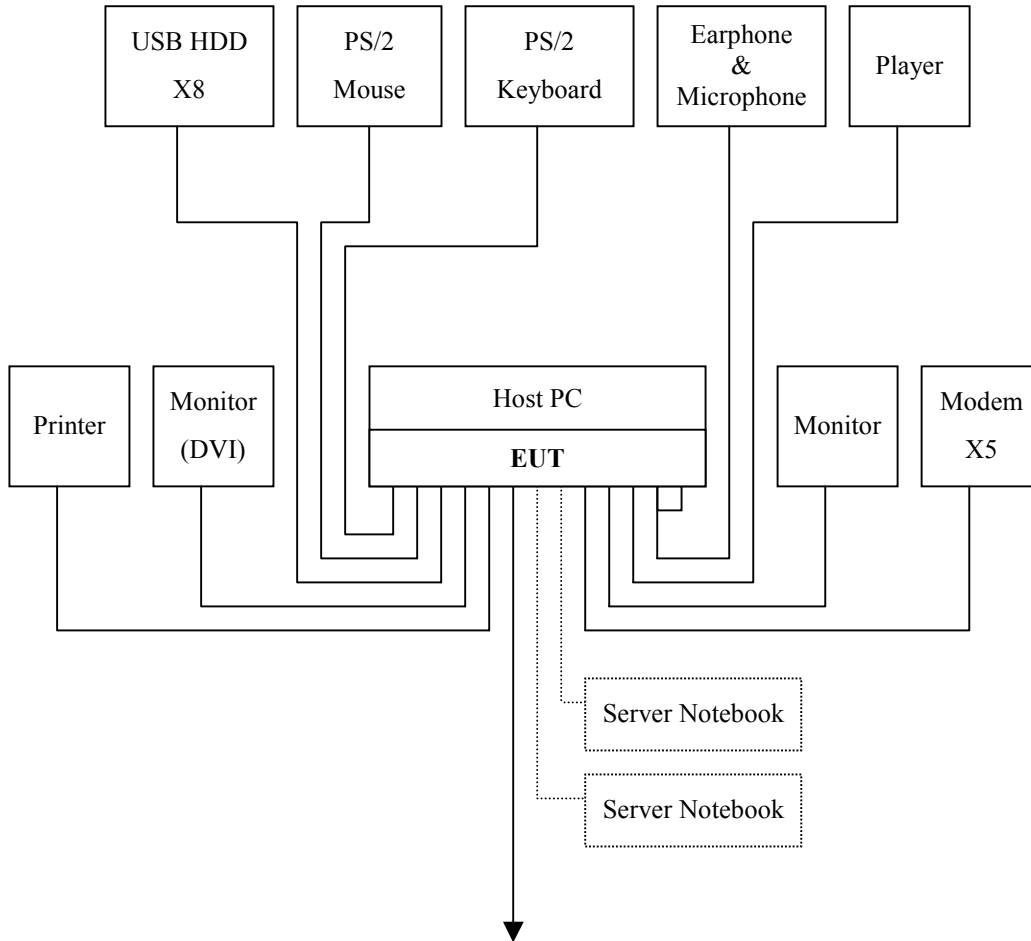 USB HDD
X8
PS/2
Mouse
PS/2
Keyboard
Earphone
&
Microphone
Player
Printer
Monitor
(DVI)
Host PC
EUT
Monitor
Modem
X5
Server Notebook
Server Notebook